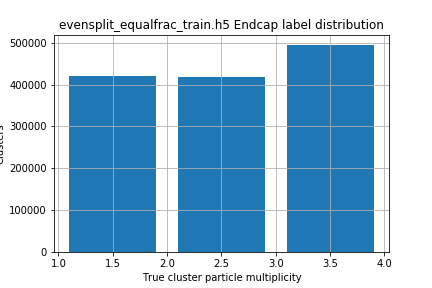 evensplit_equalfrac_train.h5 Endcap label distribution
500000
400000
300000
200000
100000
0
Clusters
1.0 1.5 2.0 2.5 3.0 3.5 4.0
True cluster particle multiplicity